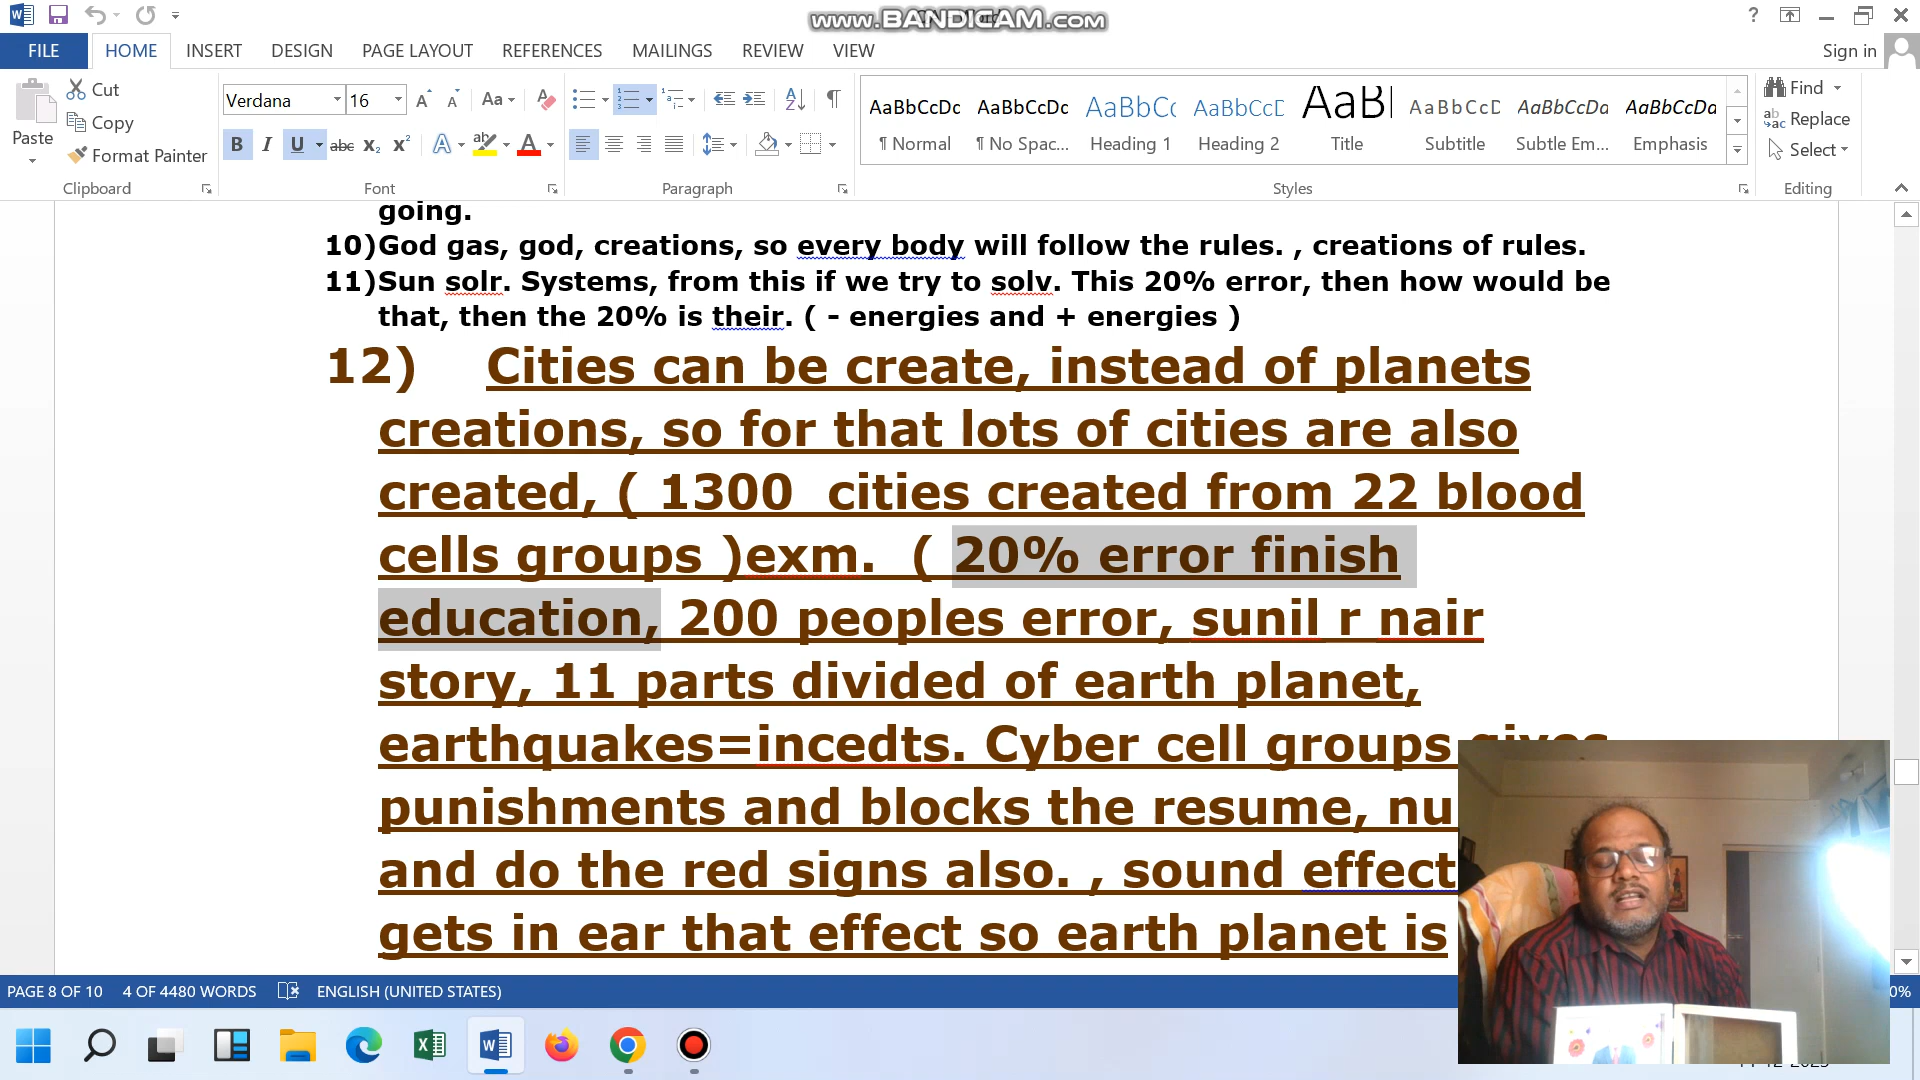 www.BANDICAM.com
FILE HOME INSERT DESIGN PAGE LAYOUT REFERENCES MAILINGS REVIEW VIEW Sign in
Paste
Cut
Copy
Format Painter
Verdana 16
AaBbCcDc AaBbCcDc AaBbC AaBbCcD AaB AaBbCcD AaBbCcDa AaBbCcDa
¶ Normal ¶ No Spac... Heading 1 Heading 2 Title Subtitle Subtle Em... Emphasis
Find
Replace
Select
Clipboard Font Paragraph Styles Editing
going.
10)God gas, god, creations, so every body will follow the rules. , creations of rules.
11)Sun solr. Systems, from this if we try to solv. This 20% error, then how would be
that, then the 20% is their. ( - energies and + energies )
12) Cities can be create, instead of planets
creations, so for that lots of cities are also
created, ( 1300 cities created from 22 blood
cells groups )exm. ( 20% error finish
education, 200 peoples error, sunil r nair
story, 11 parts divided of earth planet,
earthquakes=incedts. Cyber cell groups gives
punishments and blocks the resume, nu
and do the red signs also. , sound effect
gets in ear that effect so earth planet is
PAGE 8 OF 10 4 OF 4480 WORDS ENGLISH (UNITED STATES)